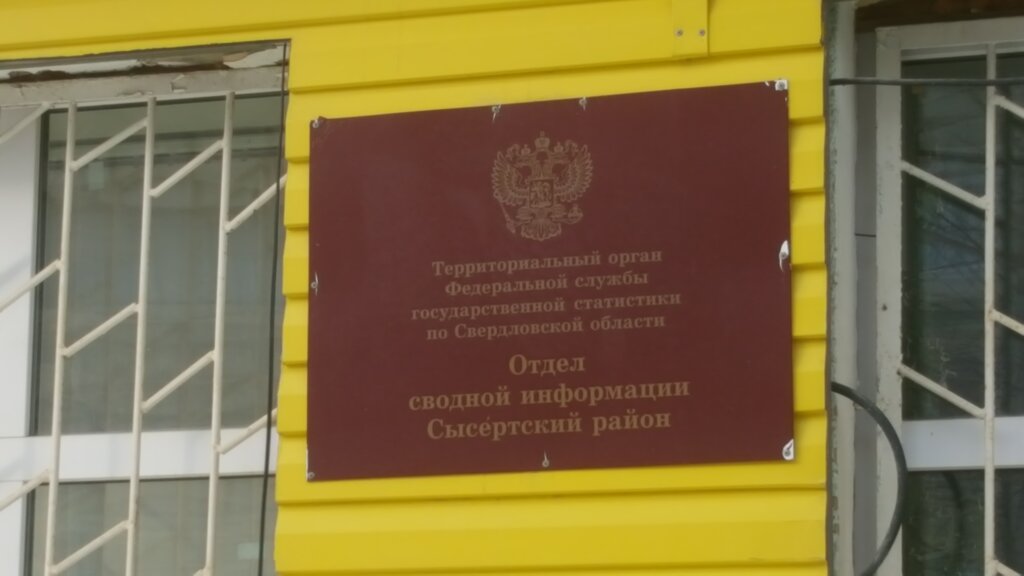 Территориальный орган
Федеральной службы
государственной статистики
по Свердловской области
Отдел
сводной информации
Сысертский район